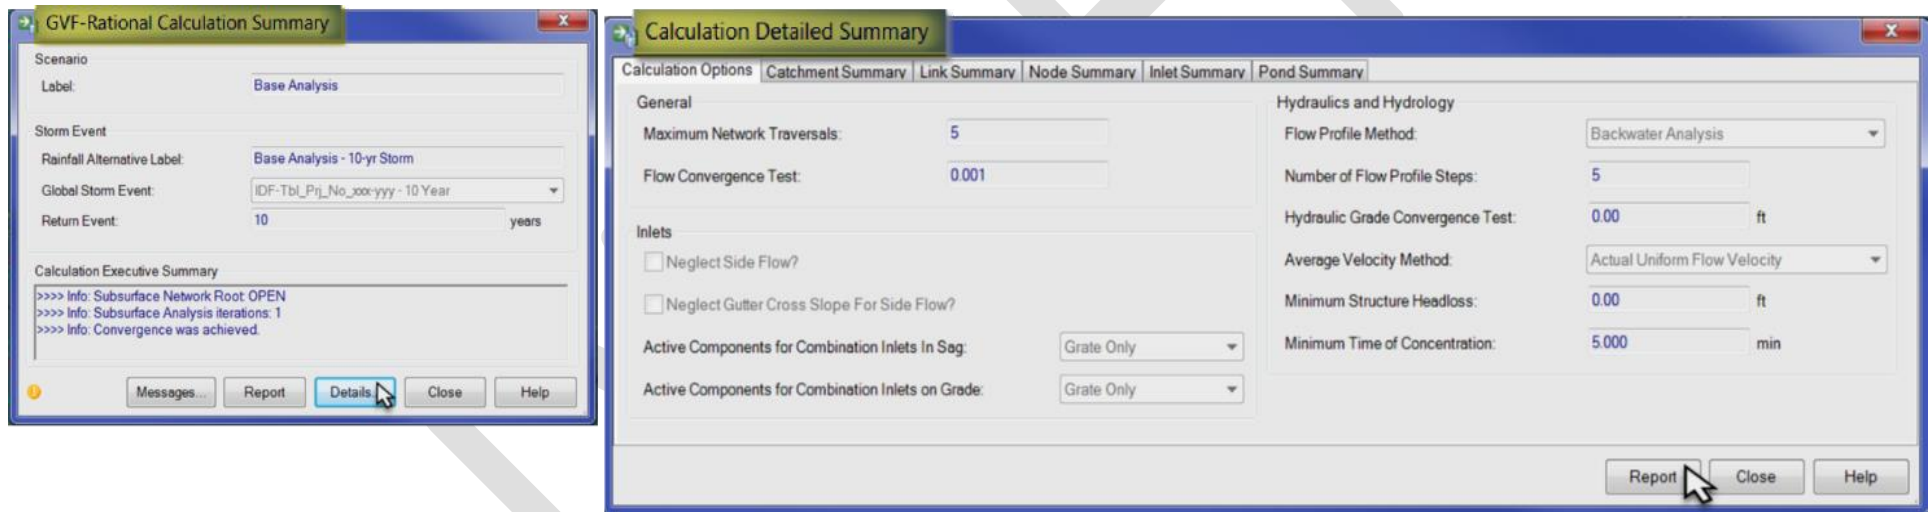 GVF-Rational Calculation Summary
Scenario
Label: Base Analysis
Storm Event
Rainfall Alternative Label: Base Analysis - 10-yr Storm
Global Storm Event: IDF-Tbl_Prj_No_xxx-yyy - 10 Year
Return Event: 10 years
Calculation Executive Summary
>>>> Info: Subsurface Network Root: OPEN
>>>> Info: Subsurface Analysis iterations: 1
>>>> Info: Convergence was achieved.
Messages... Report Details... Close Help
Calculation Detailed Summary
Calculation Options Catchment Summary Link Summary Node Summary Inlet Summary Pond Summary
General
Maximum Network Traversals: 5
Flow Convergence Test: 0.001
Inlets
Neglect Side Flow?
Neglect Gutter Cross Slope For Side Flow?
Active Components for Combination Inlets In Sag: Grate Only
Active Components for Combination Inlets on Grade: Grate Only
Hydraulics and Hydrology
Flow Profile Method: Backwater Analysis
Number of Flow Profile Steps: 5
Hydraulic Grade Convergence Test: 0.00 ft
Average Velocity Method: Actual Uniform Flow Velocity
Minimum Structure Headloss: 0.00 ft
Minimum Time of Concentration: 5.000 min
Report Close Help